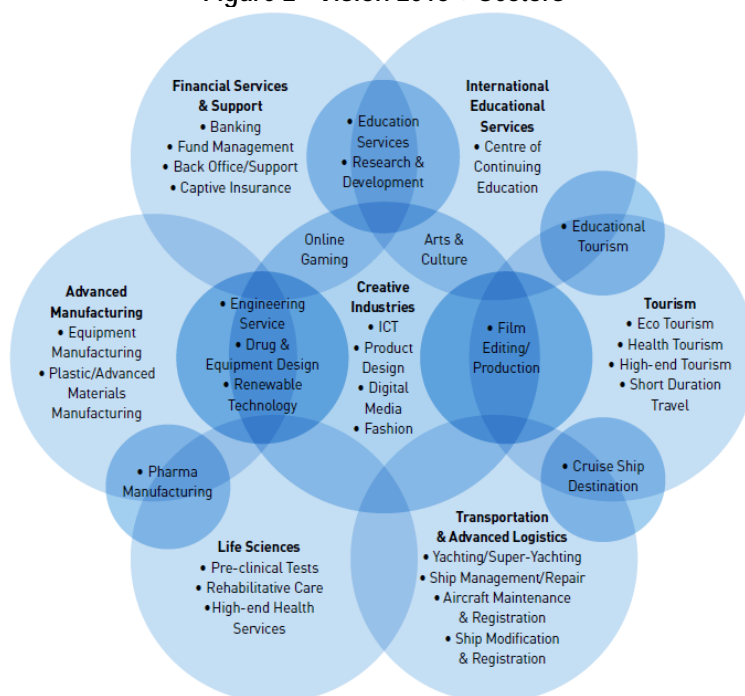 Figure 2 - Vision 2015 + Sectors
Financial Services
& Support
• Banking
• Fund Management
• Back Office/Support
• Captive Insurance
• Education
Services
• Research &
Development
International
Educational
Services
• Centre of
Continuing
Education
• Educational
Tourism
Online
Gaming
Arts &
Culture
Advanced
Manufacturing
• Equipment
Manufacturing
• Plastic/Advanced
Materials
Manufacturing
• Engineering
Service
• Drug &
Equipment Design
• Renewable
Technology
Creative
Industries
• ICT
• Product
Design
• Digital
Media
• Fashion
• Film
Editing/
Production
Tourism
• Eco Tourism
• Health Tourism
• High-end Tourism
• Short Duration
Travel
• Pharma
Manufacturing
• Cruise Ship
Destination
Life Sciences
• Pre-clinical Tests
• Rehabilitative Care
•High-end Health
Services
Transportation
& Advanced Logistics
• Yachting/Super-Yachting
• Ship Management/Repair
• Aircraft Maintenance
& Registration
• Ship Modification
& Registration